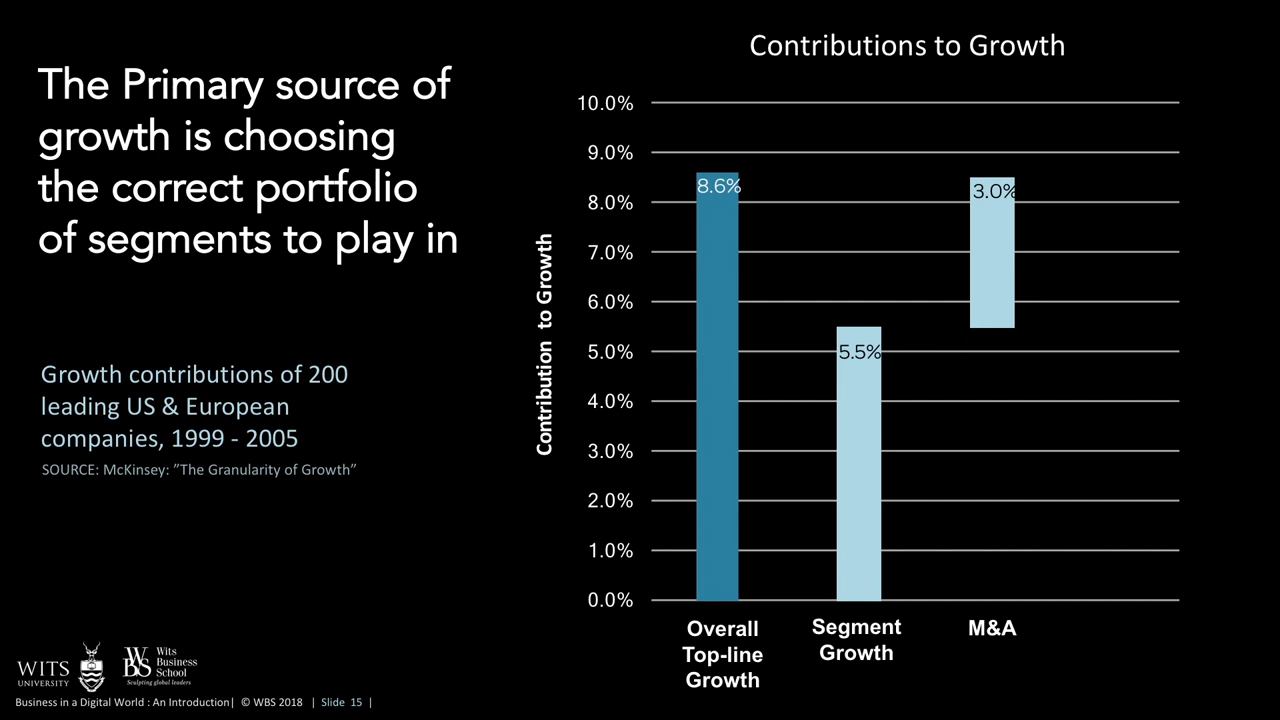 The Primary source of
growth is choosing
the correct portfolio
of segments to play in
Growth contributions of 200
leading US & European
companies, 1999 - 2005
SOURCE: McKinsey: ”The Granularity of Growth”
Contributions to Growth
Contribution to Growth
10.0%
9.0%
8.0%
7.0%
6.0%
5.0%
4.0%
3.0%
2.0%
1.0%
0.0%
8.6%
5.5%
3.0%
Overall
Top-line
Growth
Segment
Growth
M&A
WITS
UNIVERSITY
WBS
Wits
Business
School
Sculpting global leaders
Business in a Digital World : An Introduction| © WBS 2018 | Slide 15 |